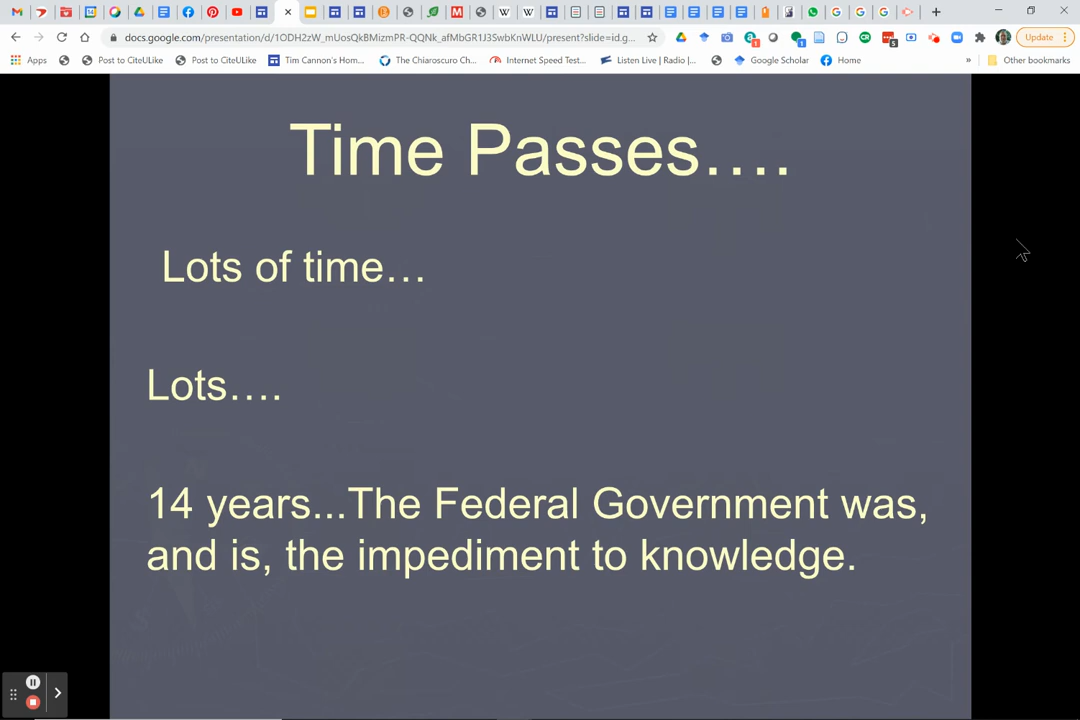 docs.google.com/presentation/d/1ODH2zW_mUosQkBMizmPR-QQNk_afMbGR1J3SwbKnWLU/present?slide=id.g...
Update
Apps
Post to CiteULike
Post to CiteULike
Tim Cannon's Hom...
The Chiaroscuro Ch...
Internet Speed Test...
Listen Live | Radio |...
Google Scholar
Home
»
Other bookmarks
Time Passes....
Lots of time...
Lots....
14 years...The Federal Government was,
and is, the impediment to knowledge.